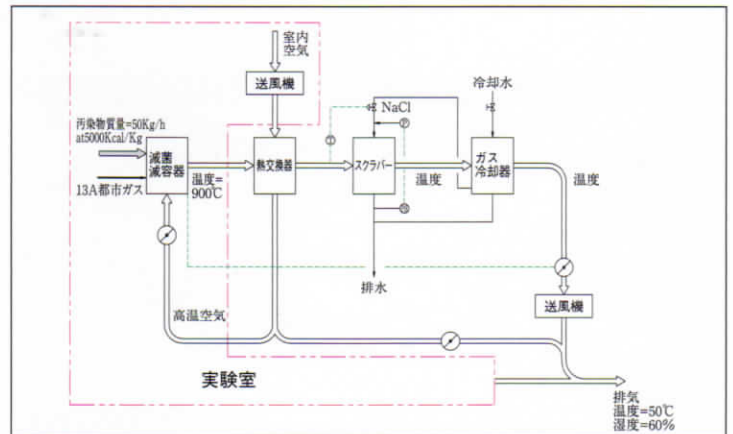 室内
空気
送風機
冷却水
NaCl
汚染物質量=50Kg/h
at5000Kcal/Kg
滅菌
減容器
熱交換器
スクラバー
ガス
冷却器
13A都市ガス
温度=
900℃
温度
温度
排水
送風機
高温空気
実験室
排気
温度=50℃
湿度=60%